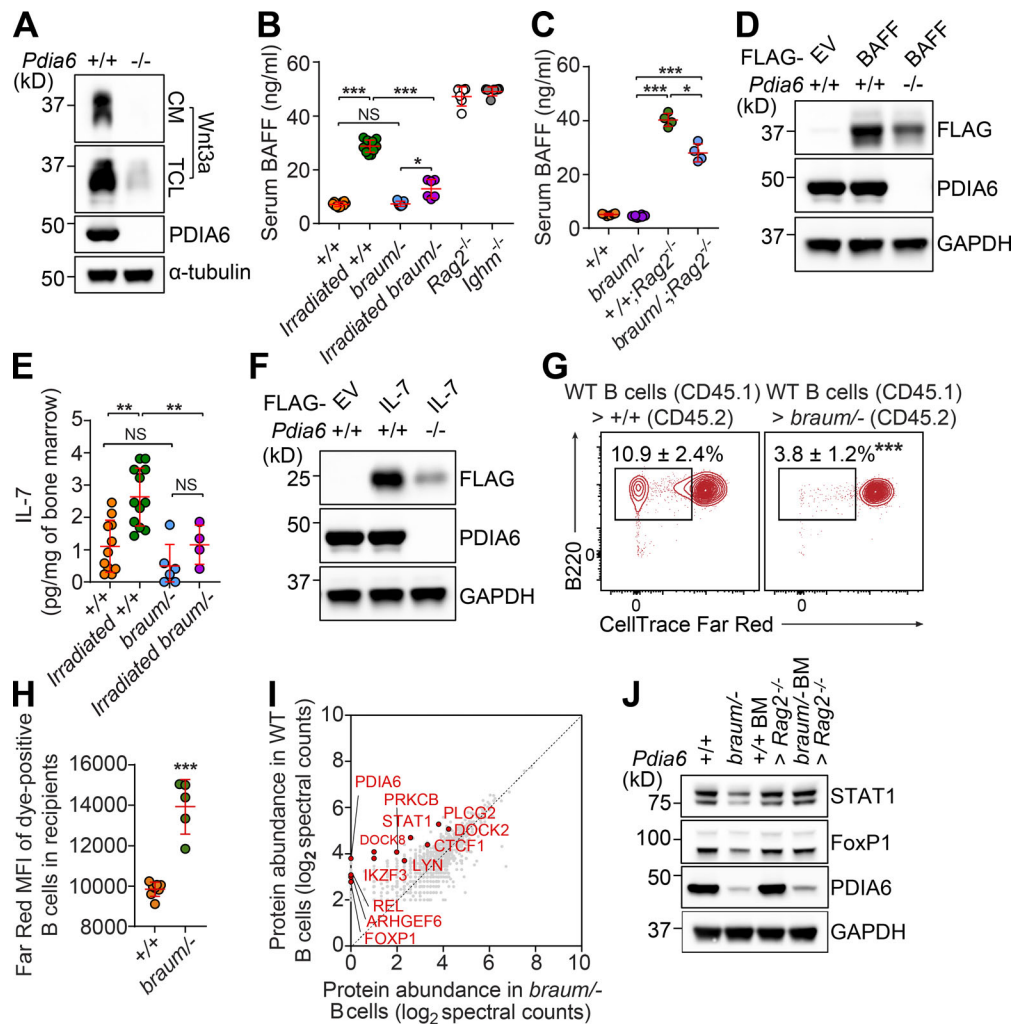 A
Pdia6 +/+ -/-
(kD)
37
CM
Wnt3a
37
TCL
50
PDIA6
50
α-tubulin
B
Serum BAFF (ng/ml)
60
40
20
0
***
***
NS
*
+/+
Irradiated +/+
braum/-
Irradiated braum/-
Rag2-/-
Ighm-/-
C
Serum BAFF (ng/ml)
60
40
20
0
***
***
*
+/+
braum/-
+/+;Rag2-/-
braum/-;Rag2-/-
D
FLAG- EV BAFF BAFF
Pdia6 +/+ +/+ -/-
(kD)
37
FLAG
50
PDIA6
37
GAPDH
E
IL-7
(pg/mg of bone marrow)
5
4
3
2
1
0
**
**
NS
NS
+/+
Irradiated +/+
braum/-
Irradiated braum/-
F
FLAG- EV IL-7 IL-7
Pdia6 +/+ +/+ -/-
(kD)
25
FLAG
50
PDIA6
37
GAPDH
G
WT B cells (CD45.1)
> +/+ (CD45.2)
WT B cells (CD45.1)
> braum/- (CD45.2)
10.9 ± 2.4%
3.8 ± 1.2%***
B220
0
0
0
CellTrace Far Red
H
Far Red MFI of dye-positive
B cells in recipients
16000
14000
12000
10000
8000
***
+/+
braum/-
I
Protein abundance in WT
B cells (log2 spectral counts)
10
8
6
4
2
0
PDIA6
PRKCB
STAT1
PLCG2
DOCK8
DOCK2
CTCF1
IKZF3
LYN
REL
ARHGEF6
FOXP1
0 2 4 6 8 10
Protein abundance in braum/-
B cells (log2 spectral counts)
J
Pdia6 +/+
braum/-
+/+ BM
> Rag2-/-
braum/- BM
> Rag2-/-
(kD)
75
STAT1
100
FoxP1
50
PDIA6
37
GAPDH